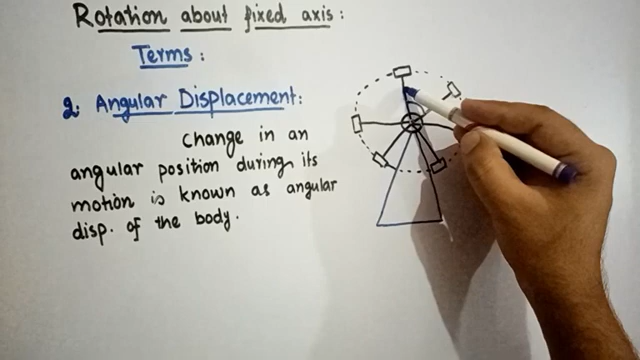 Rotation about fixed axis:
Terms:
2. Angular Displacement:
Change in an
angular position during its
motion is known as angular
disp. of the body.